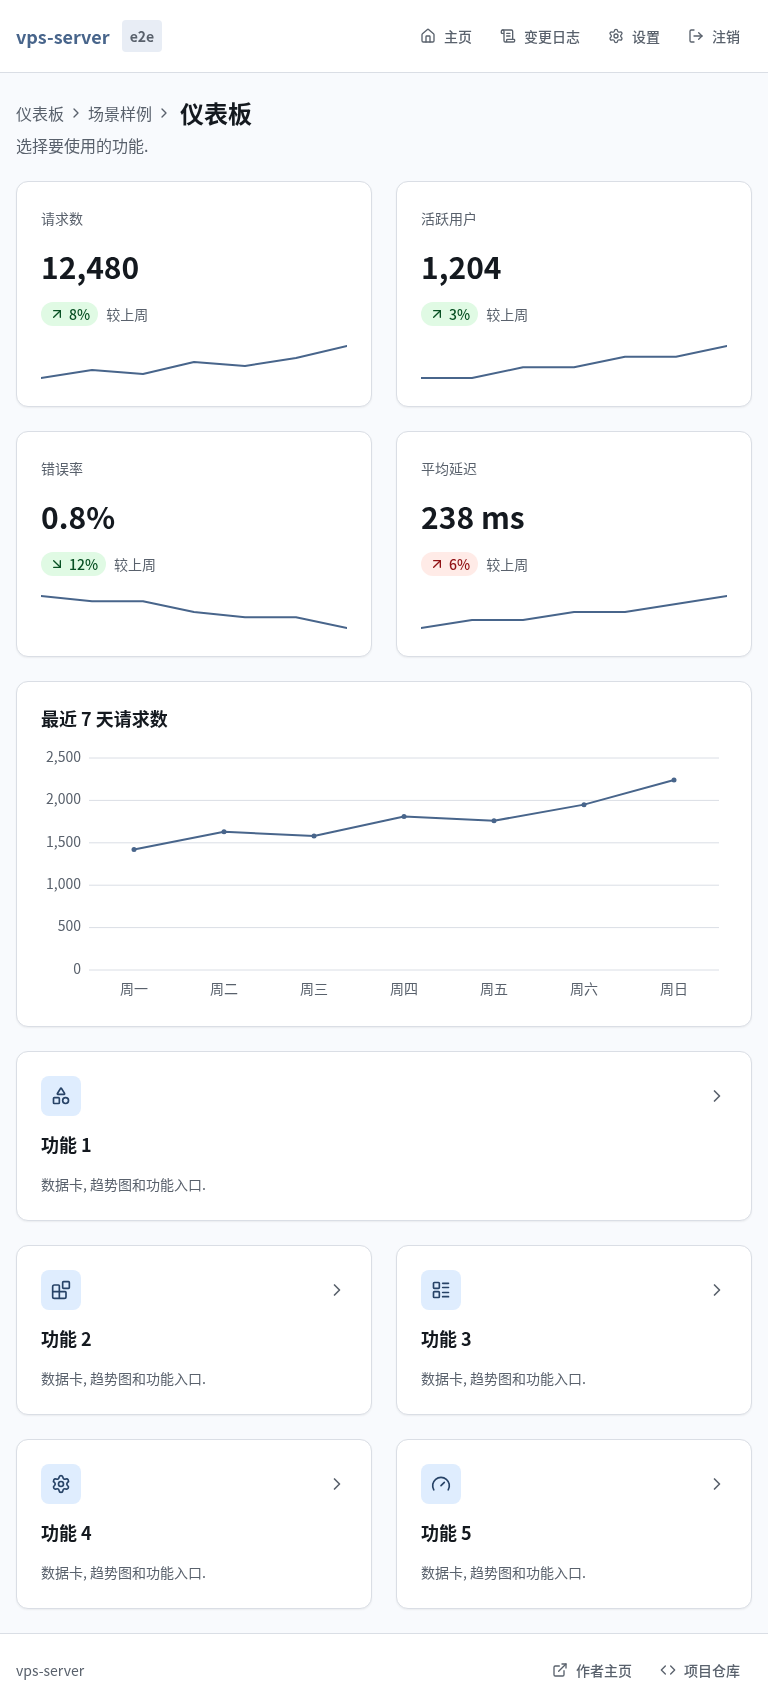 vps-server e2e 主页 变更日志 设置 注销
仪表板 场景样例 仪表板
选择要使用的功能.
请求数
12,480
8% 较上周
活跃用户
1,204
3% 较上周
错误率
0.8%
12% 较上周
平均延迟
238 ms
6% 较上周
最近 7 天请求数
2,500
2,000
1,500
1,000
500
0
周一 周二 周三 周四 周五 周六 周日
功能 1
数据卡, 趋势图和功能入口.
功能 2
数据卡, 趋势图和功能入口.
功能 3
数据卡, 趋势图和功能入口.
功能 4
数据卡, 趋势图和功能入口.
功能 5
数据卡, 趋势图和功能入口.
vps-server 作者主页 项目仓库